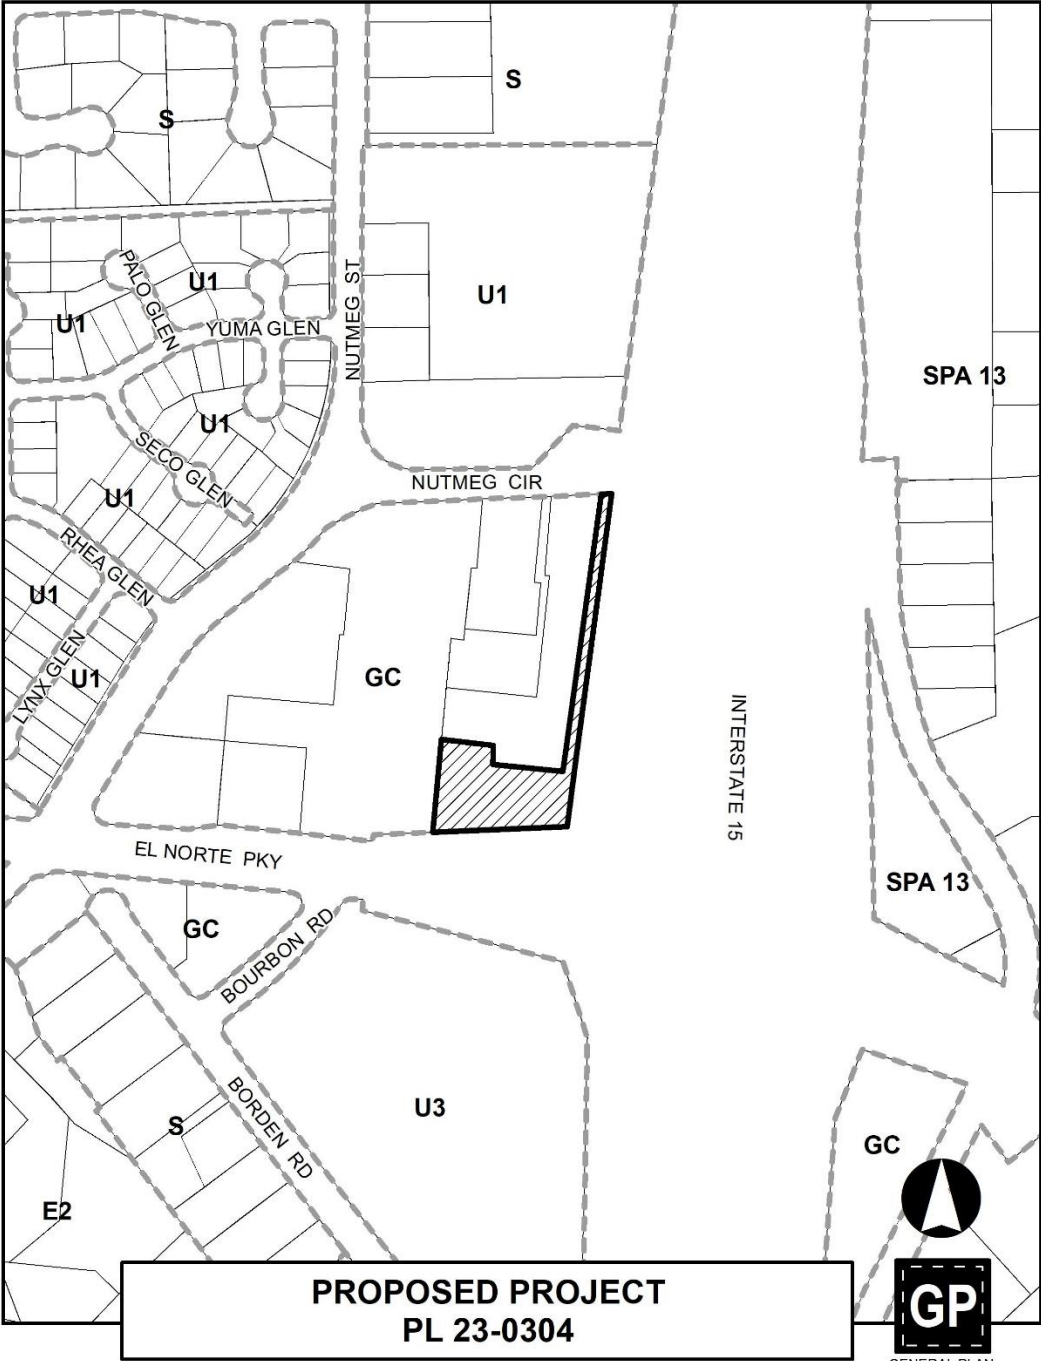 S
S
PALO GLEN
U1
U1
YUMA GLEN
NUTMEG ST
U1
SPA 13
U1
SECO GLEN
NUTMEG CIR
U1
RHEA GLEN
U1
LYNX GLEN
U1
GC
INTERSTATE 15
EL NORTE PKY
SPA 13
GC
BOURBON RD
BORDEN RD
U3
S
GC
E2
PROPOSED PROJECT
PL 23-0304
GP
GENERAL PLAN